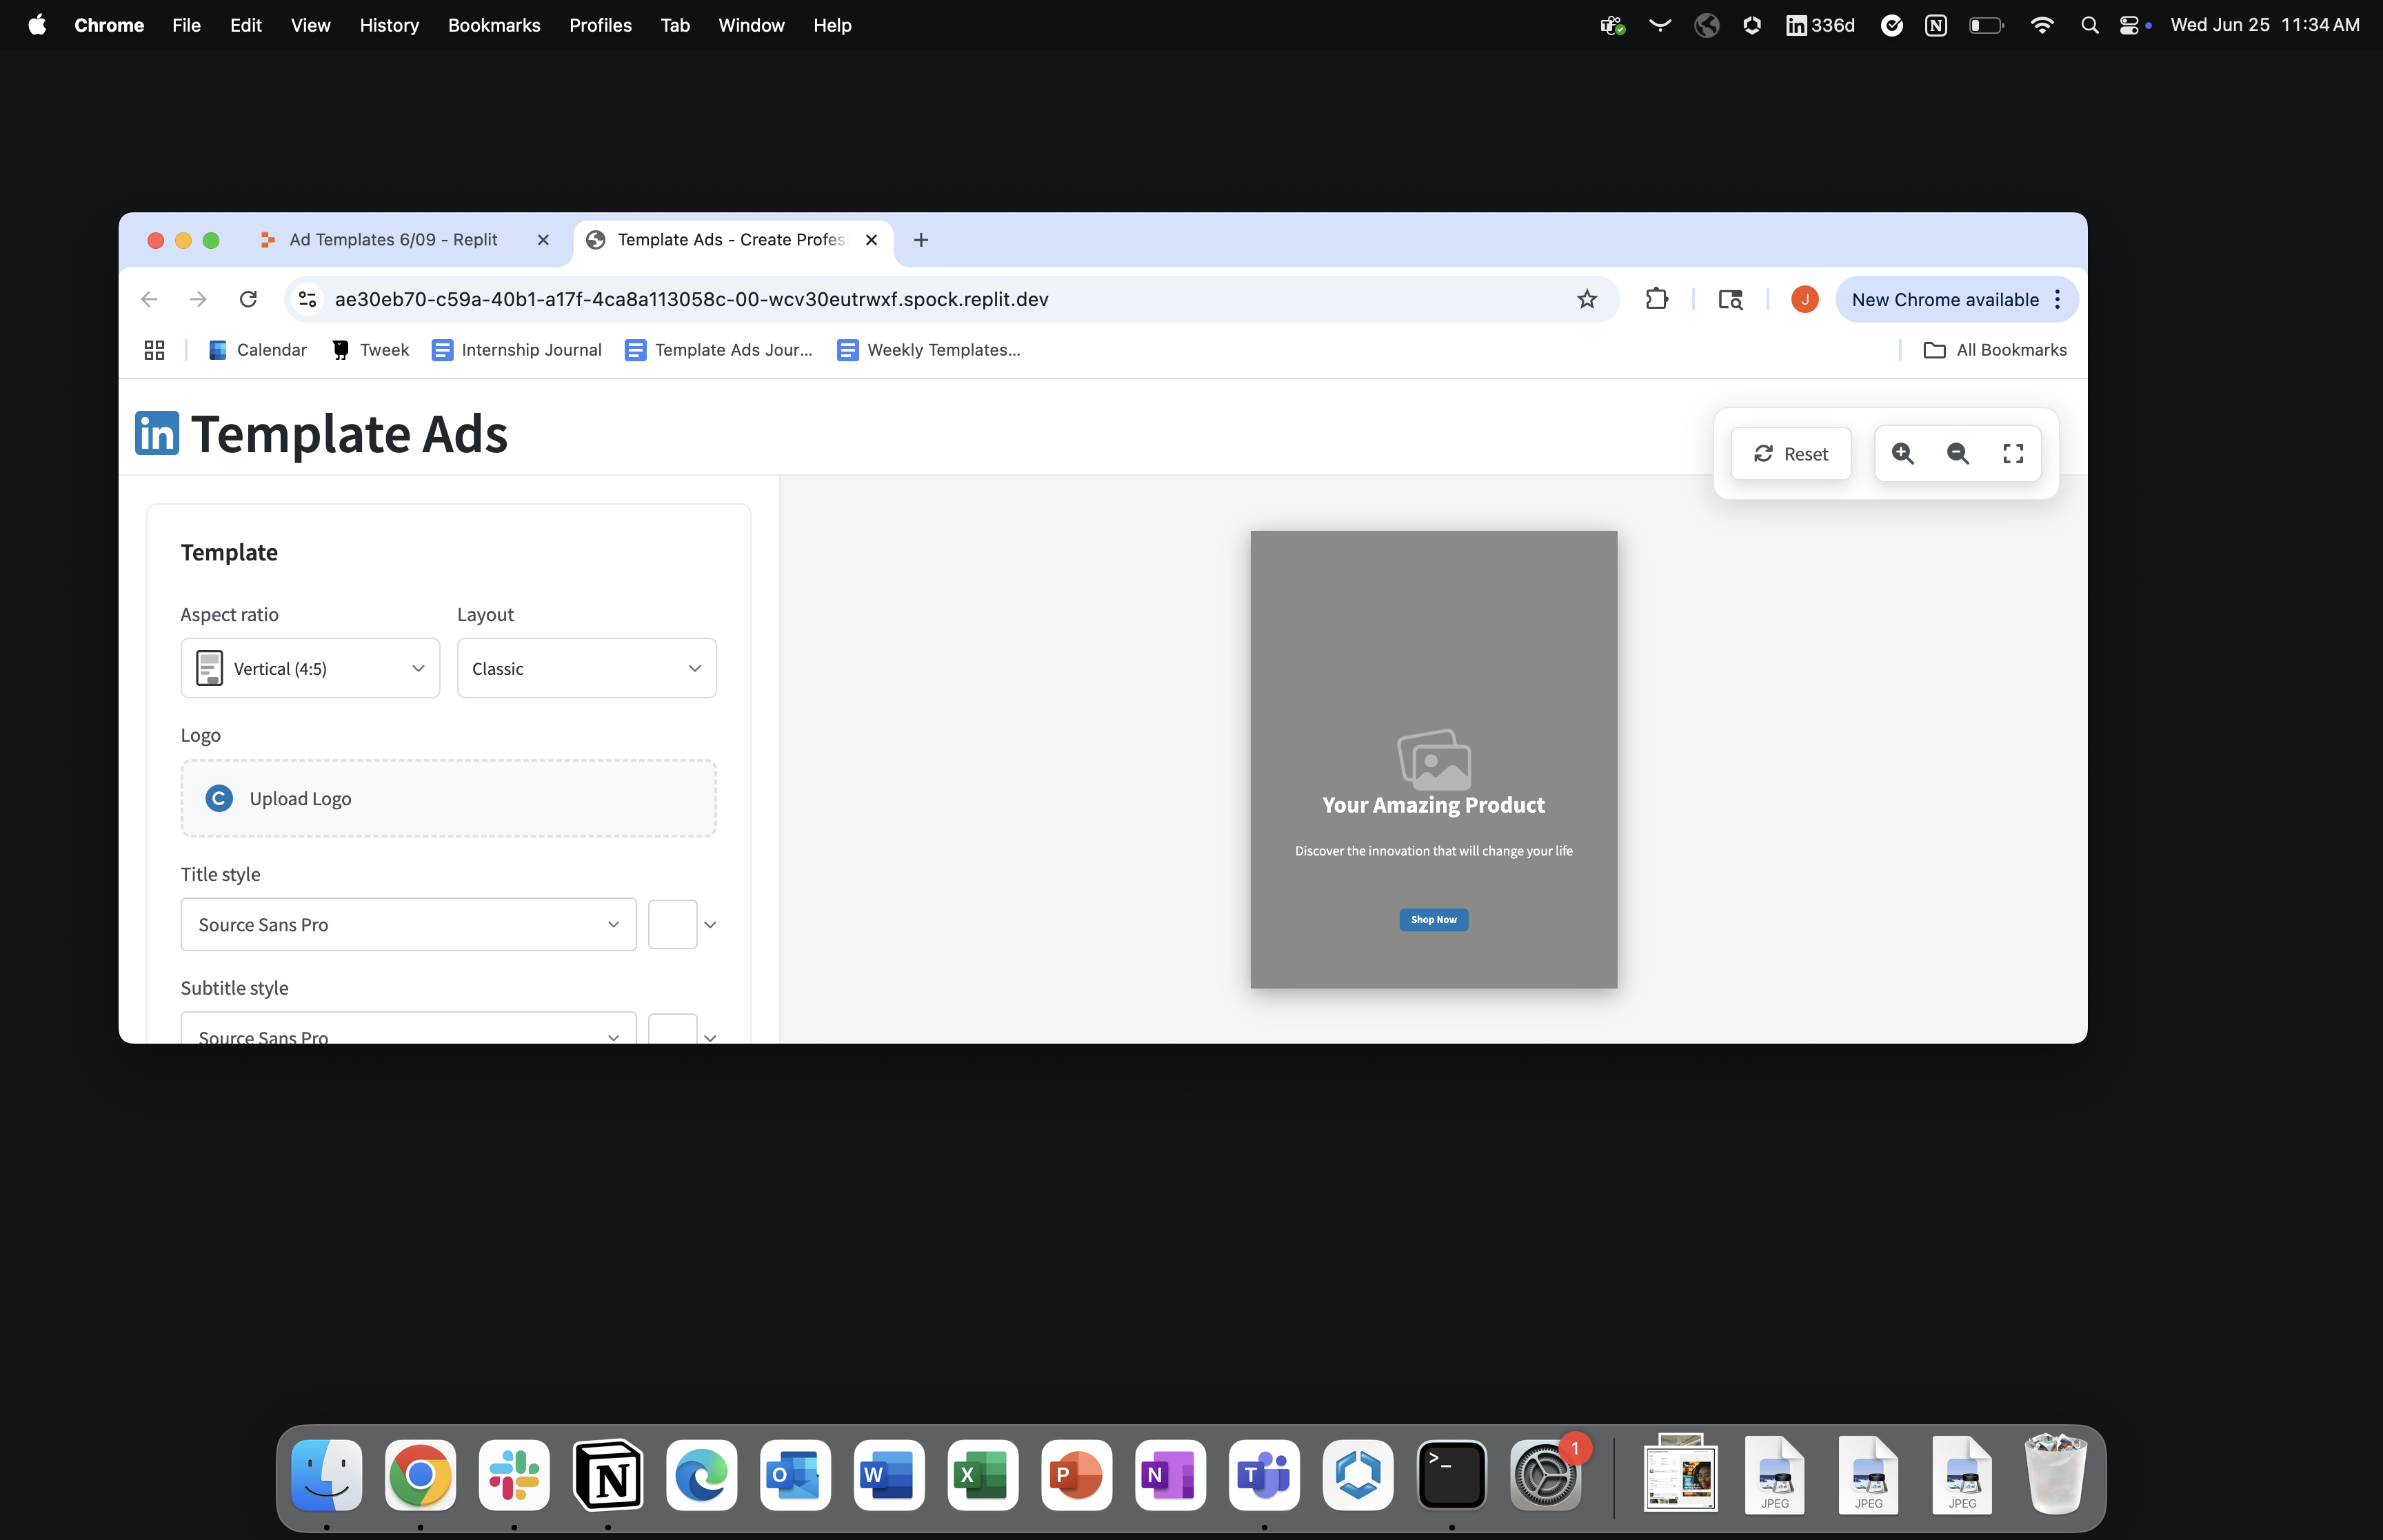 Chrome File Edit View History Bookmarks Profiles Tab Window Help
in 336d N Wed Jun 25 11:34 AM
Ad Templates 6/09 - Replit
Template Ads - Create Profes
ae30eb70-c59a-40b1-a17f-4ca8a113058c-00-wcv30eutrwxf.spock.replit.dev
J
New Chrome available
Calendar Tweek Internship Journal Template Ads Jour... Weekly Templates... All Bookmarks
in Template Ads
Reset
Template
Aspect ratio Layout
Vertical (4:5) Classic
Logo
C Upload Logo
Title style
Source Sans Pro
Subtitle style
Source Sans Pro
Your Amazing Product
Discover the innovation that will change your life
Shop Now
N O W X P N T >_ 1 JPEG JPEG JPEG